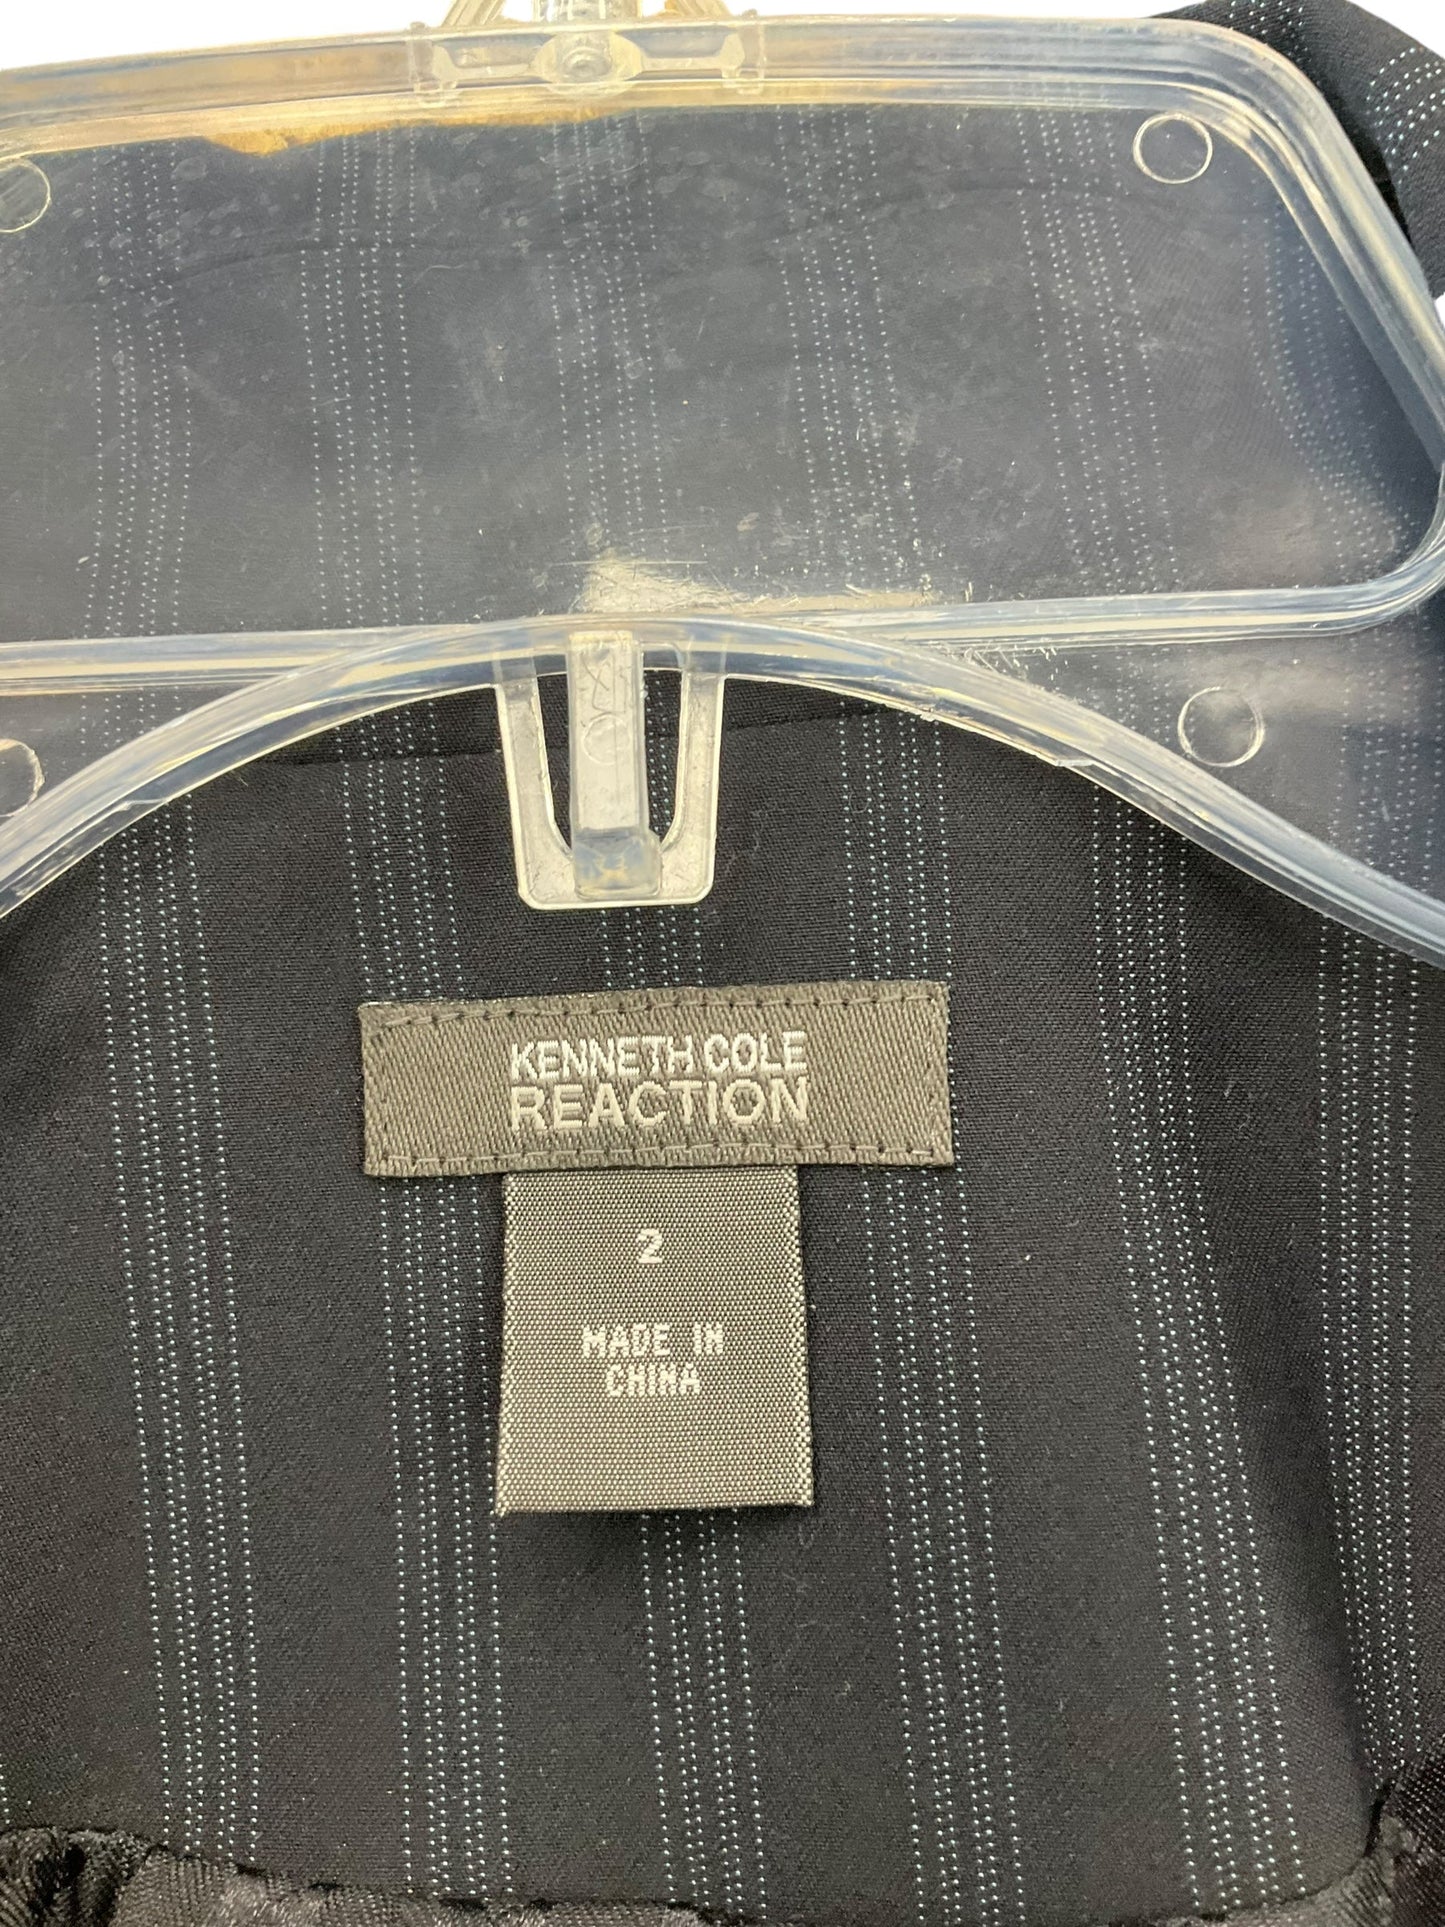 KENNETH COLE
REACTION
2
MADE IN
CHINA